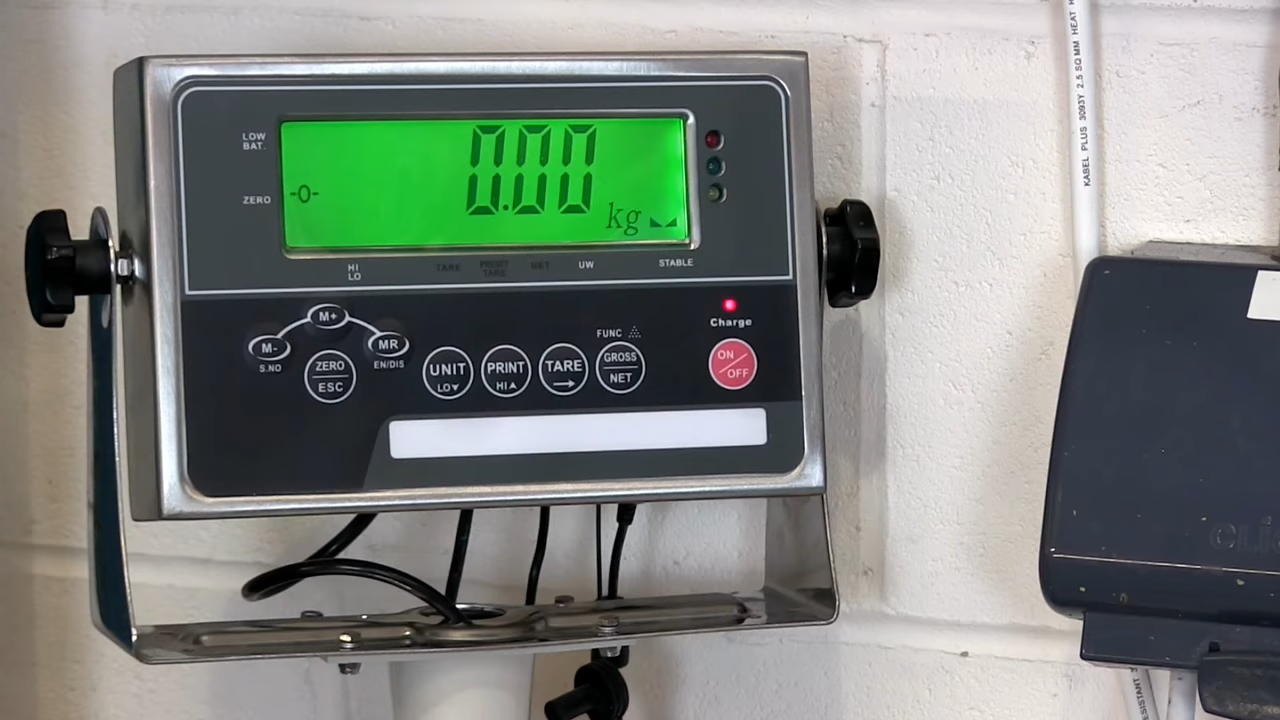 LOW
BAT.
0.00
-0-
ZERO
kg
HI
LO
TARE
PRESET
TARE
NET
UW
STABLE
Charge
M+
M-
MR
S.NO
EN/DIS
ZERO
ESC
UNIT
LO▼
PRINT
HI▲
TARE
→
FUNC
GROSS
NET
ON
OFF
KABEL PLUS 3093Y 2.5 SQ MM HEAT